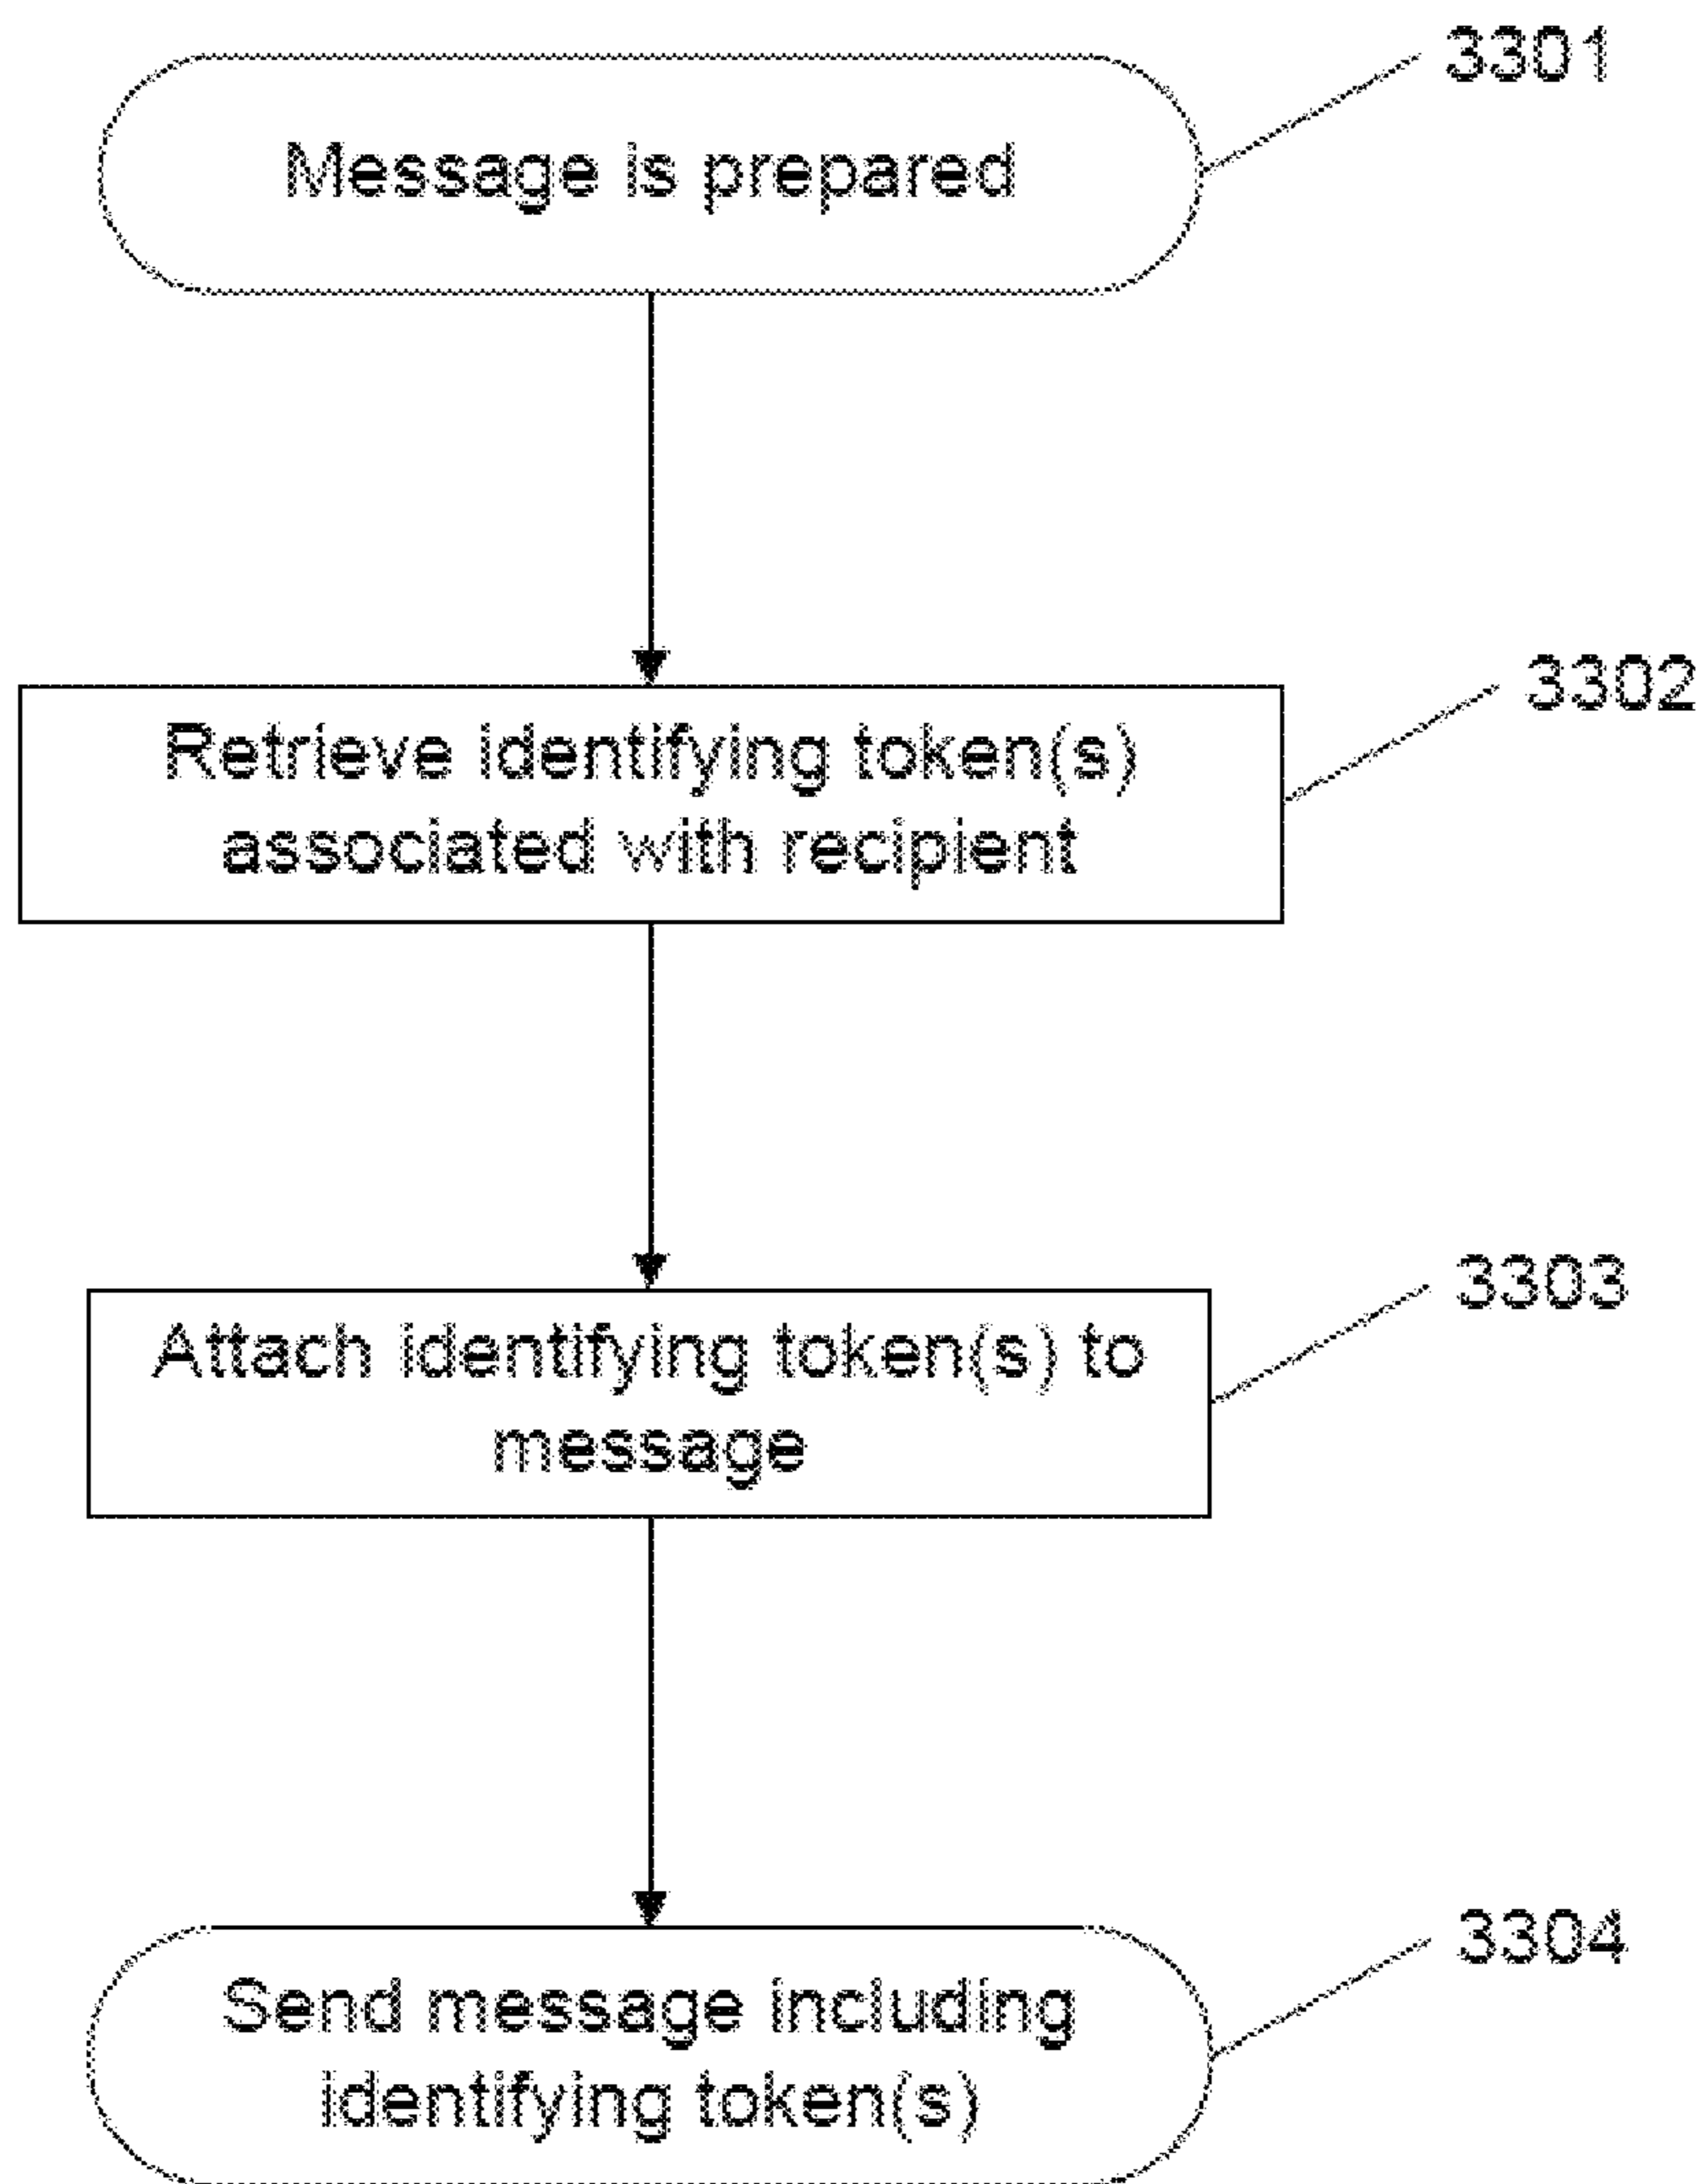 3301
Message is prepared
3302
Retrieve identifying token(s)
associated with recipient
3303
Attach identifying token(s) to
message
3304
Send message including
identifying token(s)